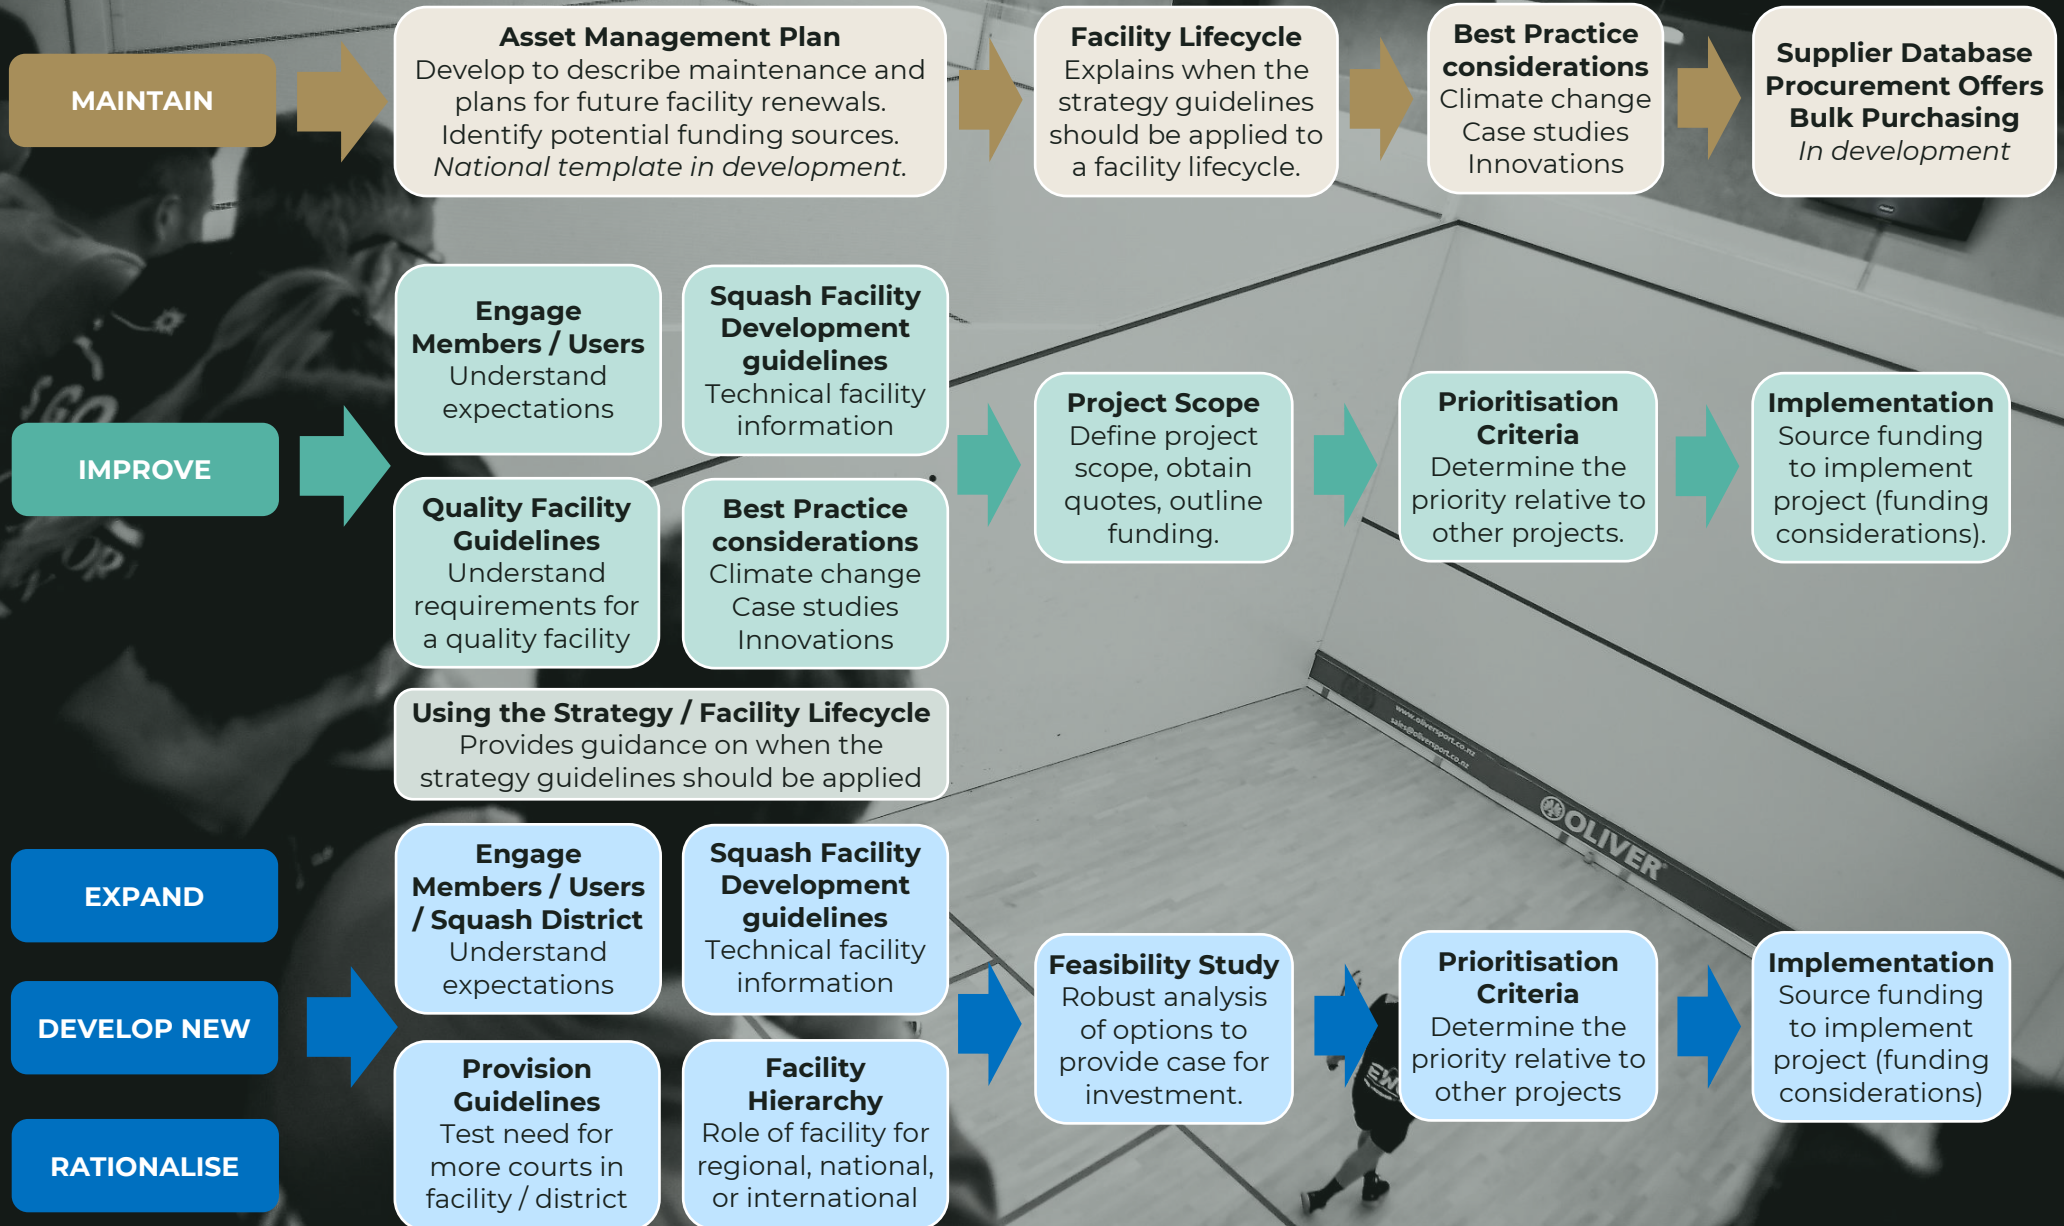 MAINTAIN
Asset Management Plan
Develop to describe maintenance and
plans for future facility renewals.
Identify potential funding sources.
National template in development.
Facility Lifecycle
Explains when the
strategy guidelines
should be applied to
a facility lifecycle.
Best Practice
considerations
Climate change
Case studies
Innovations
Supplier Database
Procurement Offers
Bulk Purchasing
In development
IMPROVE
Engage
Members / Users
Understand
expectations
Squash Facility
Development
guidelines
Technical facility
information
Quality Facility
Guidelines
Understand
requirements for
a quality facility
Best Practice
considerations
Climate change
Case studies
Innovations
Project Scope
Define project
scope, obtain
quotes, outline
funding.
Prioritisation
Criteria
Determine the
priority relative to
other projects.
Implementation
Source funding
to implement
project (funding
considerations).
Using the Strategy / Facility Lifecycle
Provides guidance on when the
strategy guidelines should be applied
www.oliversport.co.nz
sales@oliversport.co.nz
OLIVER
EXPAND
DEVELOP NEW
RATIONALISE
Engage
Members / Users
/ Squash District
Understand
expectations
Squash Facility
Development
guidelines
Technical facility
information
Provision
Guidelines
Test need for
more courts in
facility / district
Facility
Hierarchy
Role of facility for
regional, national,
or international
Feasibility Study
Robust analysis
of options to
provide case for
investment.
Prioritisation
Criteria
Determine the
priority relative to
other projects
Implementation
Source funding
to implement
project (funding
considerations)